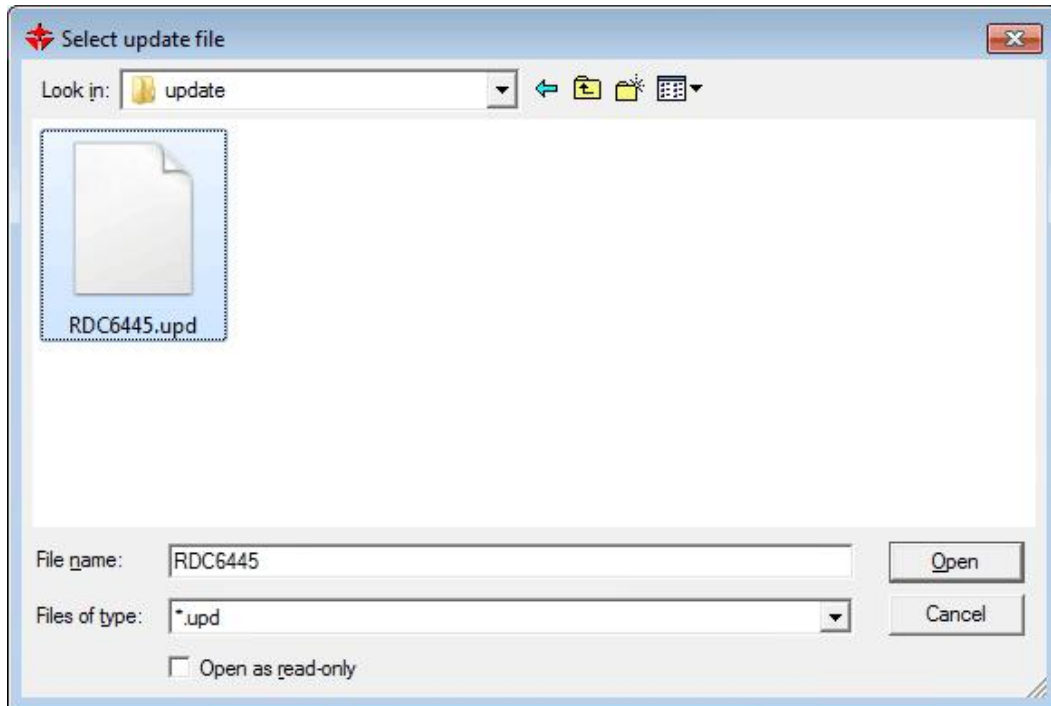 Select update file
Look in: update
RDC6445.upd
File name: RDC6445 Open
Files of type: *.upd Cancel
Open as read-only